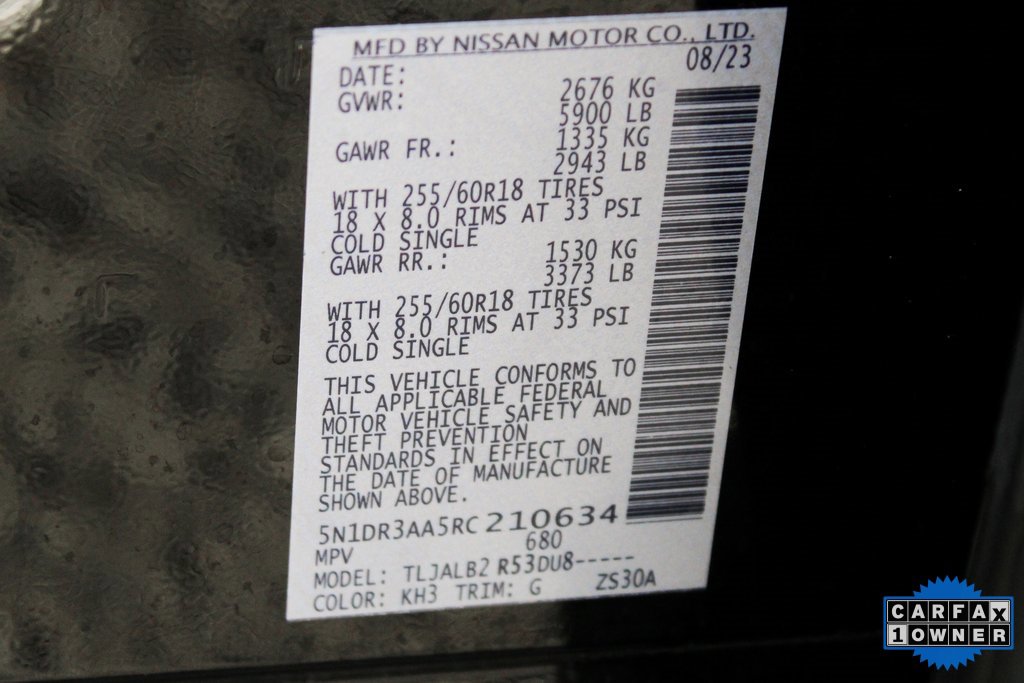 MFD BY NISSAN MOTOR CO., LTD.
DATE: 08/23
GVWR: 2676 KG
5900 LB
GAWR FR.: 1335 KG
2943 LB
WITH 255/60R18 TIRES
18 X 8.0 RIMS AT 33 PSI
COLD SINGLE
GAWR RR.: 1530 KG
3373 LB
WITH 255/60R18 TIRES
18 X 8.0 RIMS AT 33 PSI
COLD SINGLE
THIS VEHICLE CONFORMS TO
ALL APPLICABLE FEDERAL
MOTOR VEHICLE SAFETY AND
THEFT PREVENTION
STANDARDS IN EFFECT ON
THE DATE OF MANUFACTURE
SHOWN ABOVE.
5N1DR3AA5RC210634
MPV 680
MODEL: TLJALB2 R53DU8-----
COLOR: KH3 TRIM: G ZS30A
CARFAX
1 OWNER